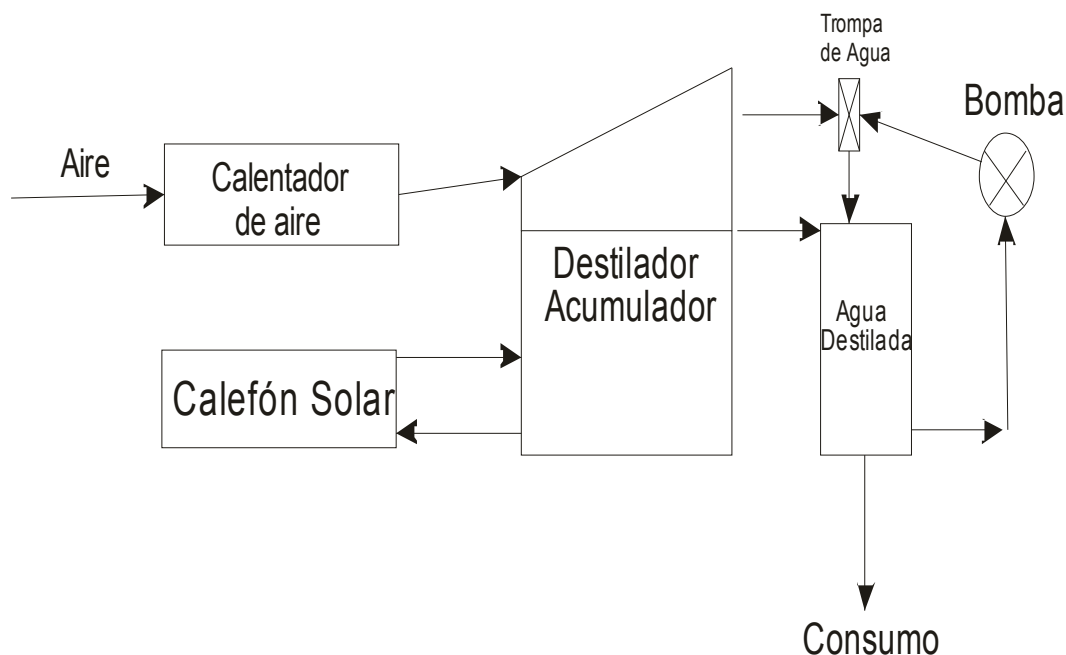 Trompa
de Agua
Bomba
Aire
Calentador
de aire
Destilador
Acumulador
Agua
Destilada
Calefón Solar
Consumo